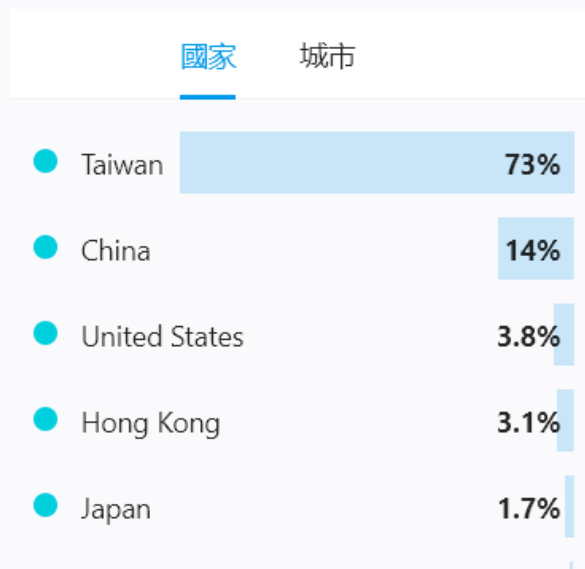 國家 城市
Taiwan 73%
China 14%
United States 3.8%
Hong Kong 3.1%
Japan 1.7%